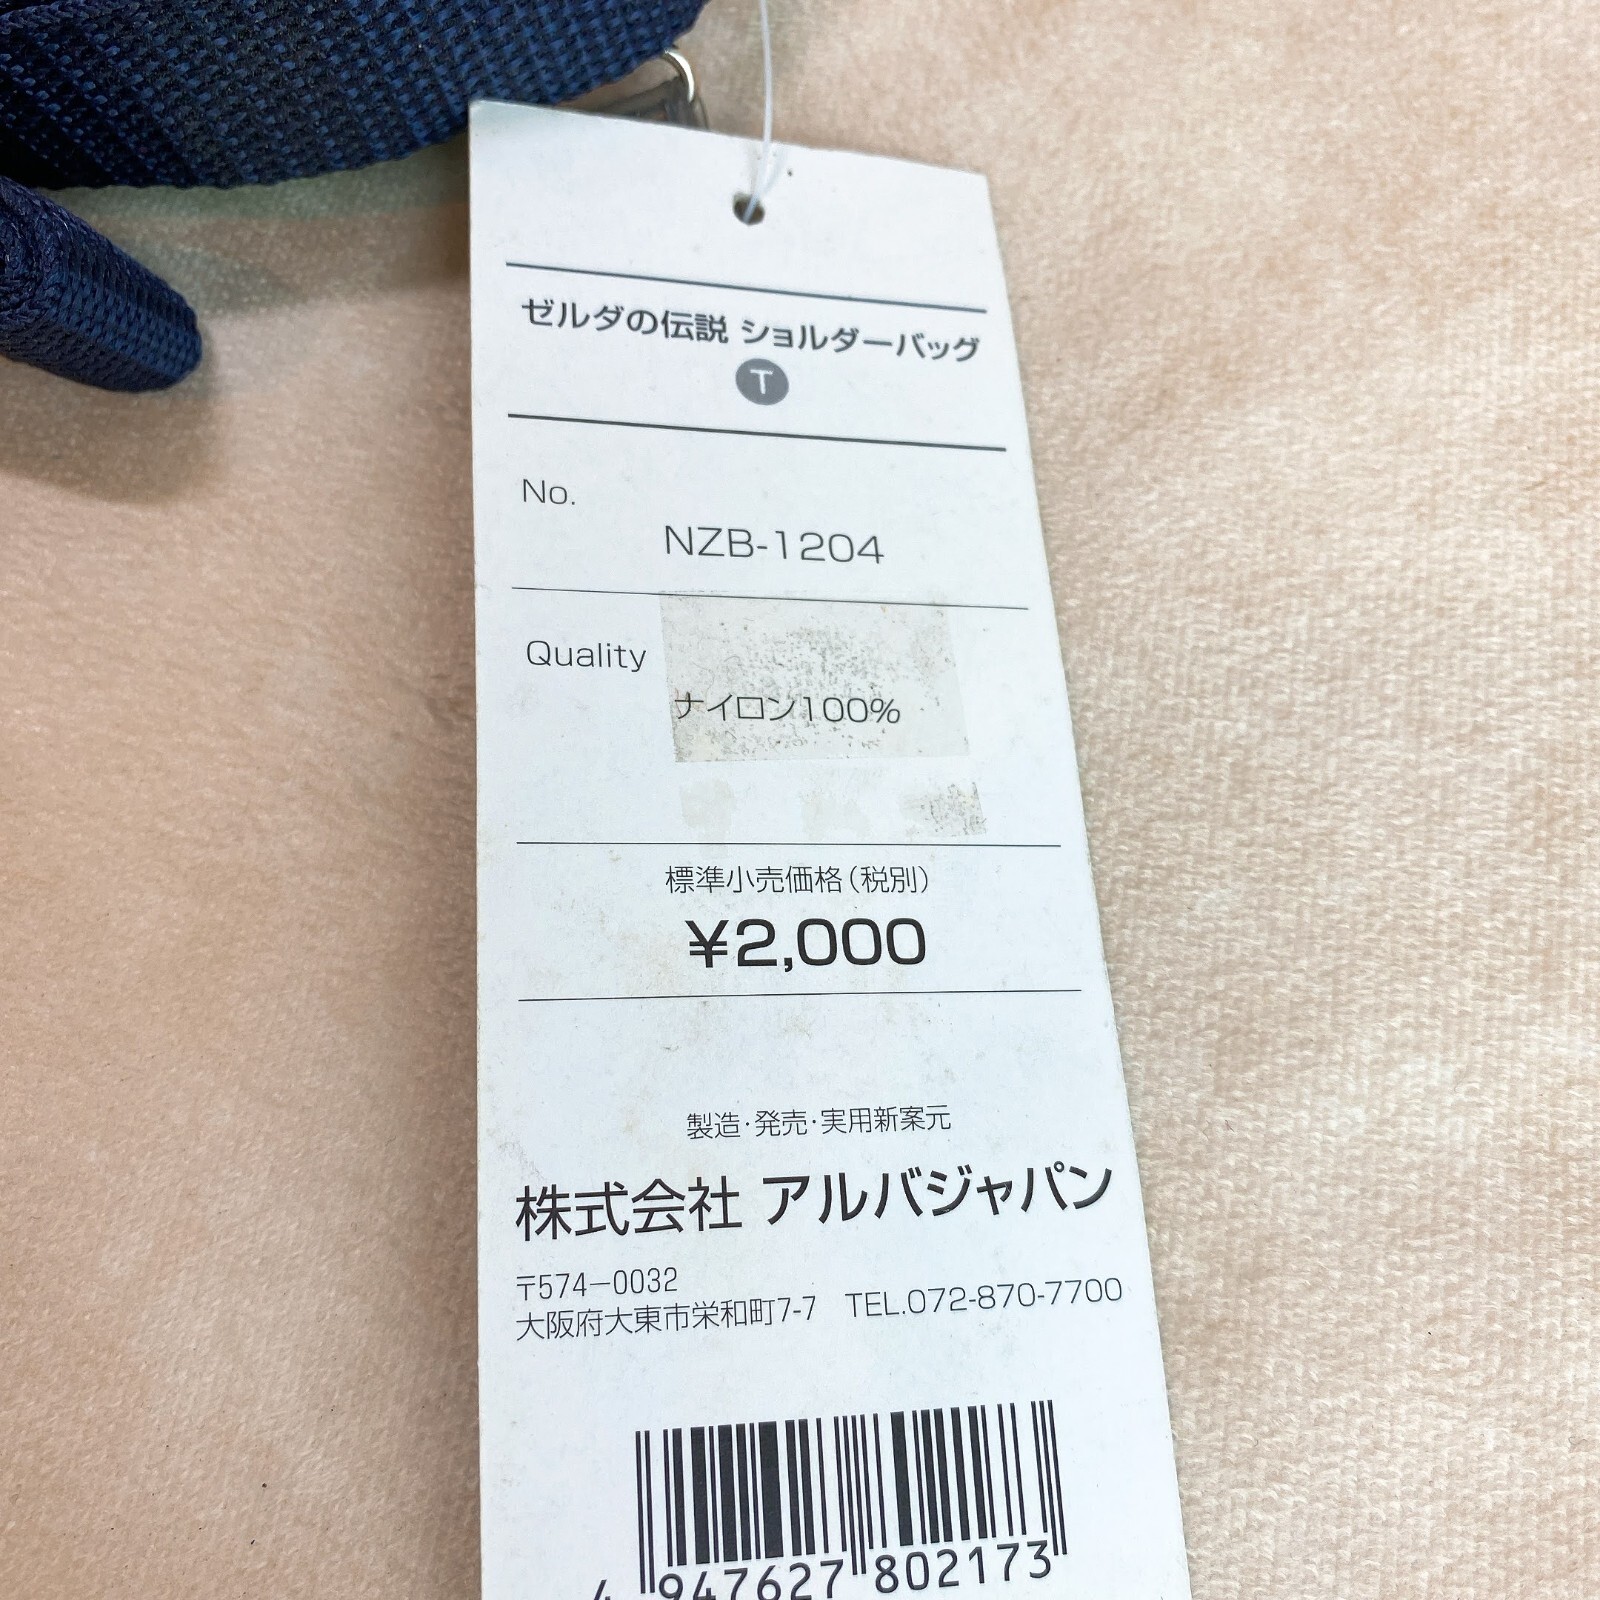 ゼルダの伝説 ショルダーバッグ
T
No.
NZB-1204
Quality
ナイロン100%
標準小売価格(税別)
¥2,000
製造・発売・実用新案元
株式会社 アルバジャパン
〒574-0032
大阪府大東市栄和町7-7 TEL.072-870-7700
4 947627 802173